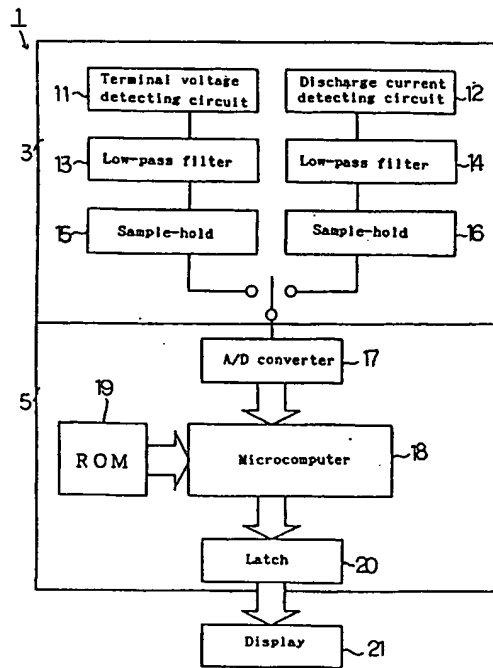 1
11
Terminal voltage
detecting circuit
Discharge current
detecting circuit
12
3
13
Low-pass filter
Low-pass filter
14
15
Sample-hold
Sample-hold
16
A/D converter
17
5
19
ROM
Microcomputer
18
Latch
20
Display
21